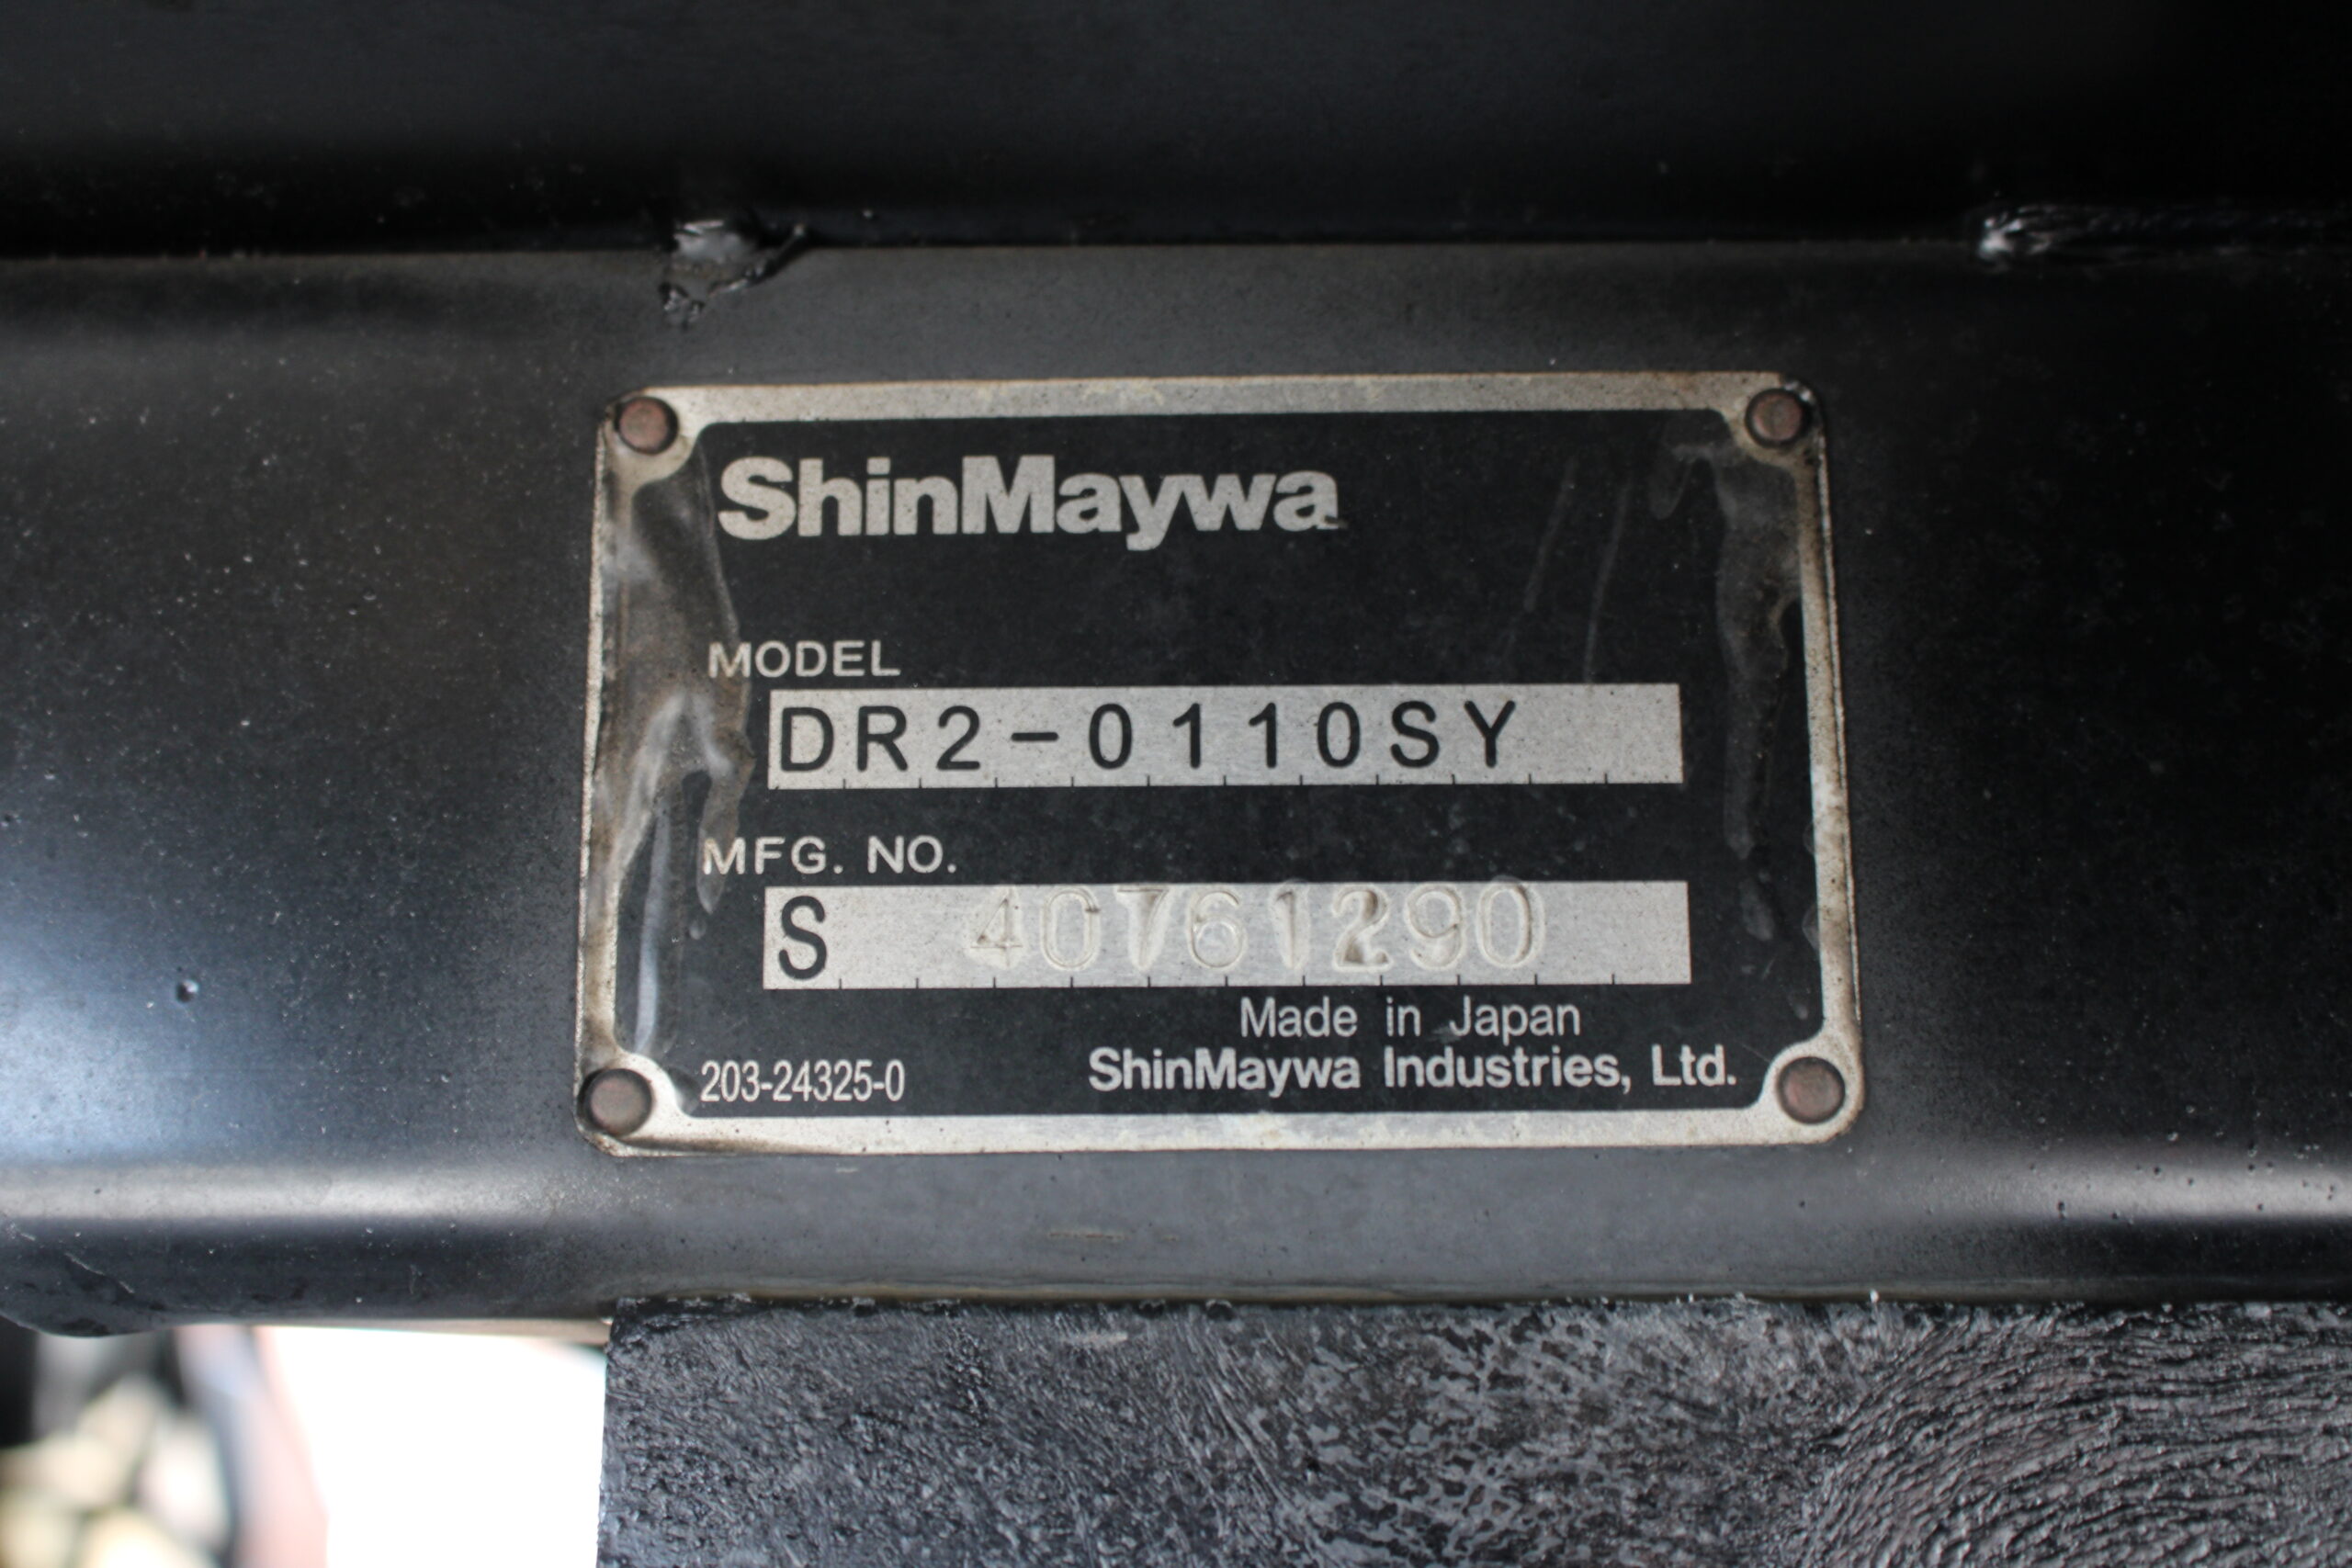 ShinMaywa
MODEL
DR2-0110SY
MFG. NO.
S 40761290
Made in Japan
203-24325-0 ShinMaywa Industries, Ltd.